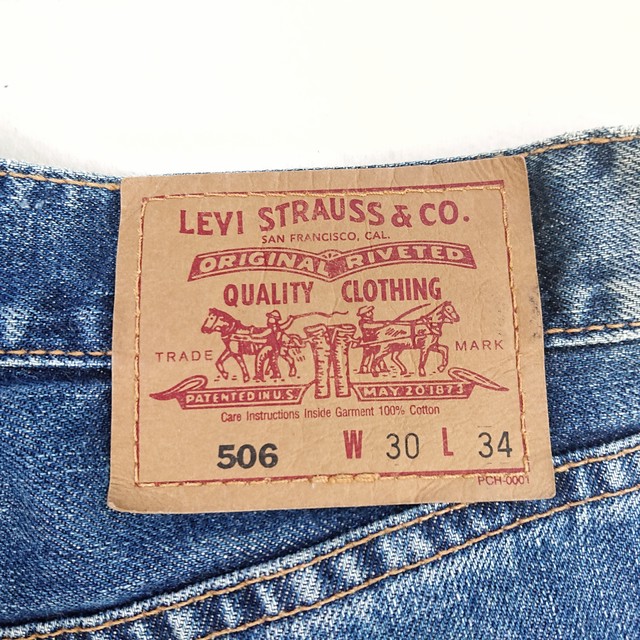 LEVI STRAUSS & CO.
SAN FRANCISCO, CAL.
ORIGINAL RIVETED
QUALITY CLOTHING
TRADE MARK
PATENTED IN U.S MAY 20 1873
Care Instructions Inside Garment 100% Cotton
506 W 30 L 34
PCH-0001